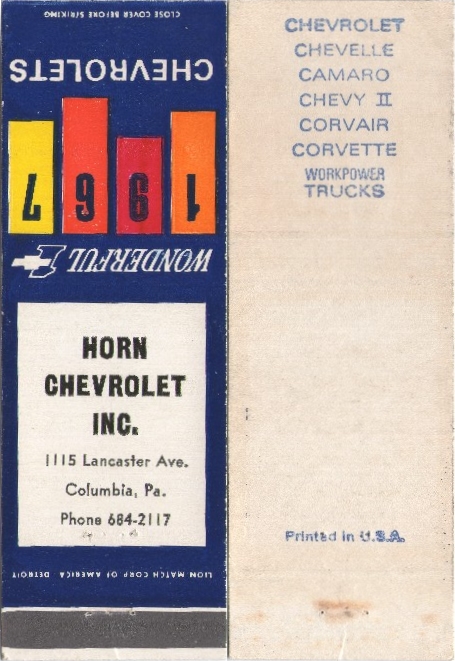 CLOSE COVER BEFORE STRIKING
WONDERFUL
1967
CHEVROLETS
HORN
CHEVROLET
INC.
1115 Lancaster Ave.
Columbia, Pa.
Phone 684-2117
LION MATCH CORP OF AMERICA DETROIT
CHEVROLET
CHEVELLE
CAMARO
CHEVY II
CORVAIR
CORVETTE
WORKPOWER
TRUCKS
Printed in U.S.A.